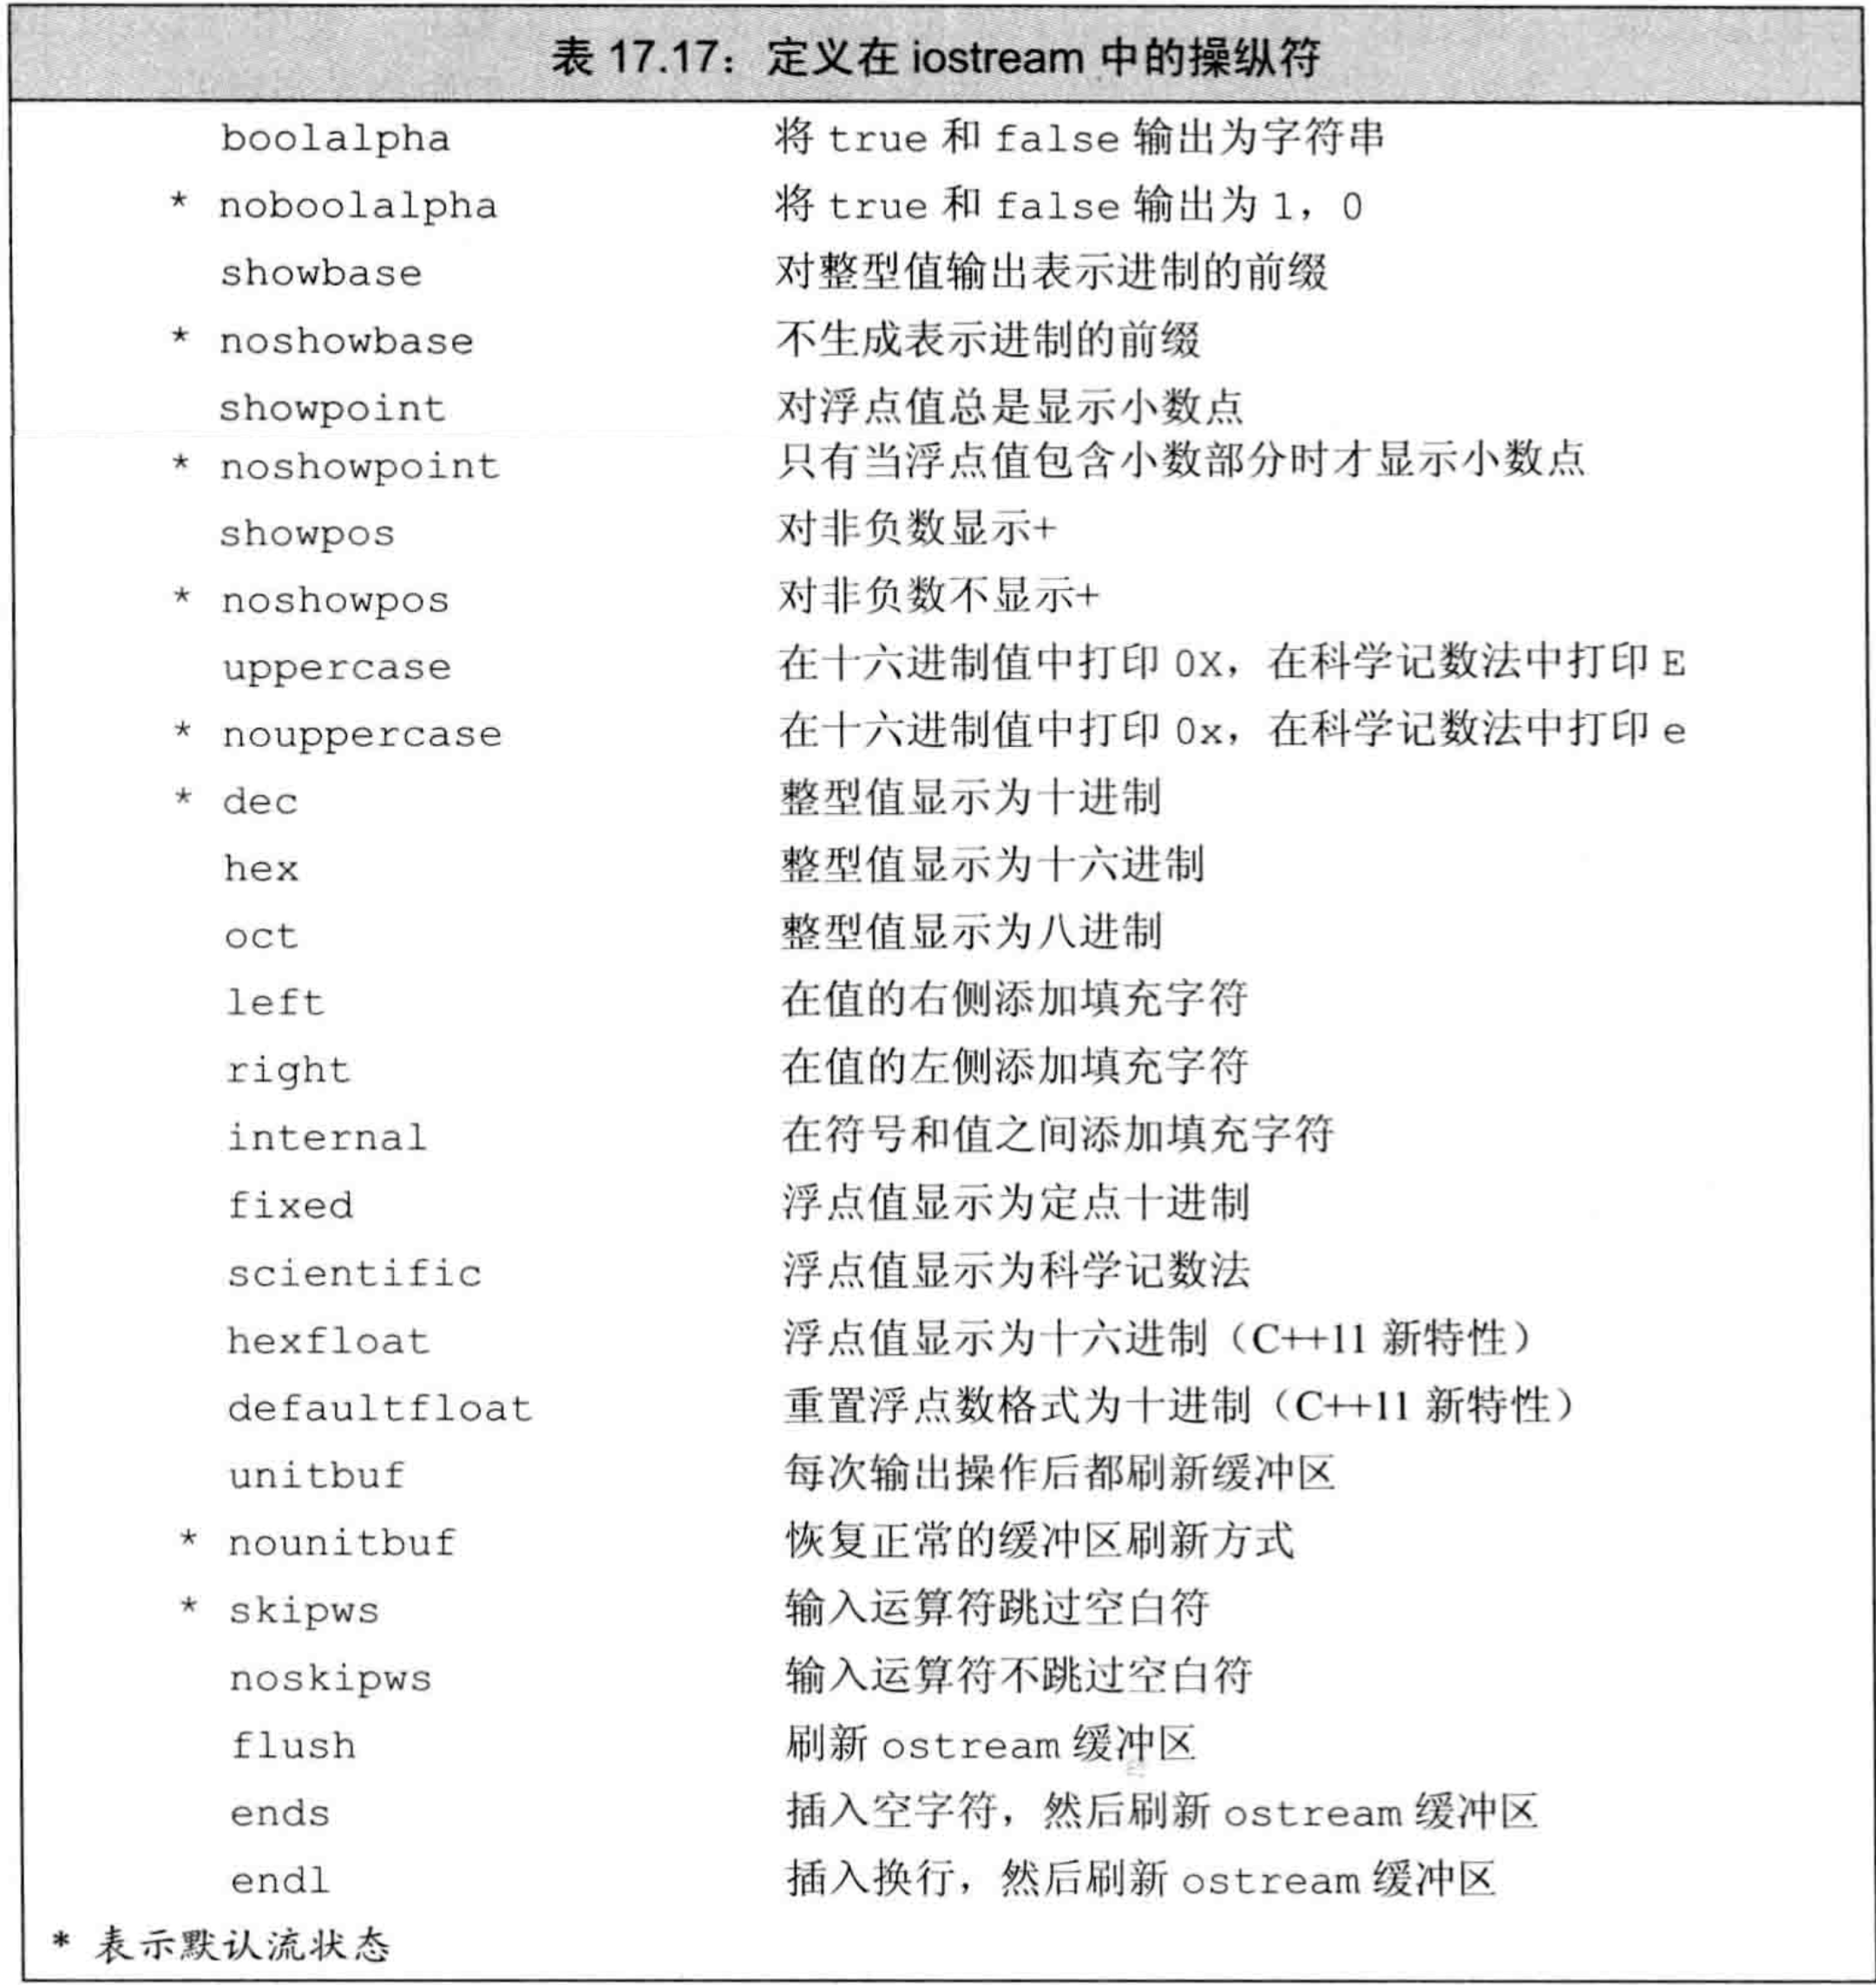 表 17.17：定义在 iostream 中的操纵符
boolalpha 将 true 和 false 输出为字符串
* noboolalpha 将 true 和 false 输出为 1，0
showbase 对整型值输出表示进制的前缀
* noshowbase 不生成表示进制的前缀
showpoint 对浮点值总是显示小数点
* noshowpoint 只有当浮点值包含小数部分时才显示小数点
showpos 对非负数显示+
* noshowpos 对非负数不显示+
uppercase 在十六进制值中打印 0X，在科学记数法中打印 E
* nouppercase 在十六进制值中打印 0x，在科学记数法中打印 e
* dec 整型值显示为十进制
hex 整型值显示为十六进制
oct 整型值显示为八进制
left 在值的右侧添加填充字符
right 在值的左侧添加填充字符
internal 在符号和值之间添加填充字符
fixed 浮点值显示为定点十进制
scientific 浮点值显示为科学记数法
hexfloat 浮点值显示为十六进制（C++11 新特性）
defaultfloat 重置浮点数格式为十进制（C++11 新特性）
unitbuf 每次输出操作后都刷新缓冲区
* nounitbuf 恢复正常的缓冲区刷新方式
* skipws 输入运算符跳过空白符
noskipws 输入运算符不跳过空白符
flush 刷新 ostream 缓冲区
ends 插入空字符，然后刷新 ostream 缓冲区
endl 插入换行，然后刷新 ostream 缓冲区
* 表示默认流状态